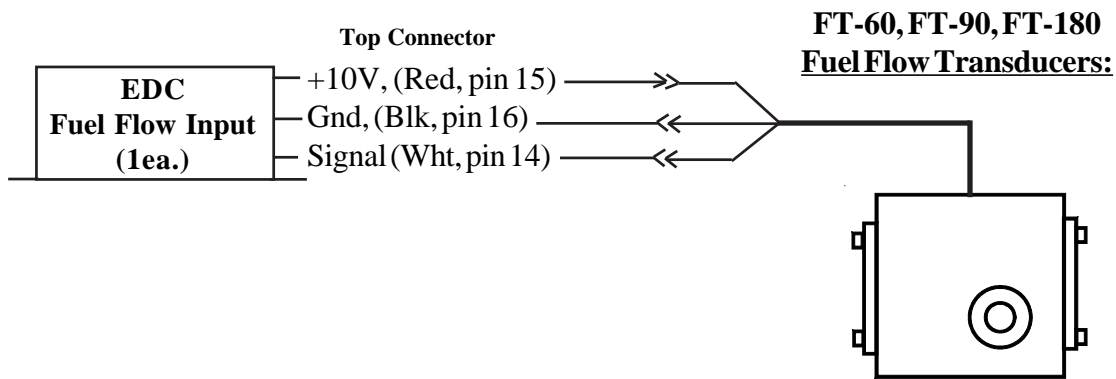 FT-60, FT-90, FT-180
Fuel Flow Transducers:
Top Connector
EDC
Fuel Flow Input
(1ea.)
+10V, (Red, pin 15)
Gnd, (Blk, pin 16)
Signal (Wht, pin 14)